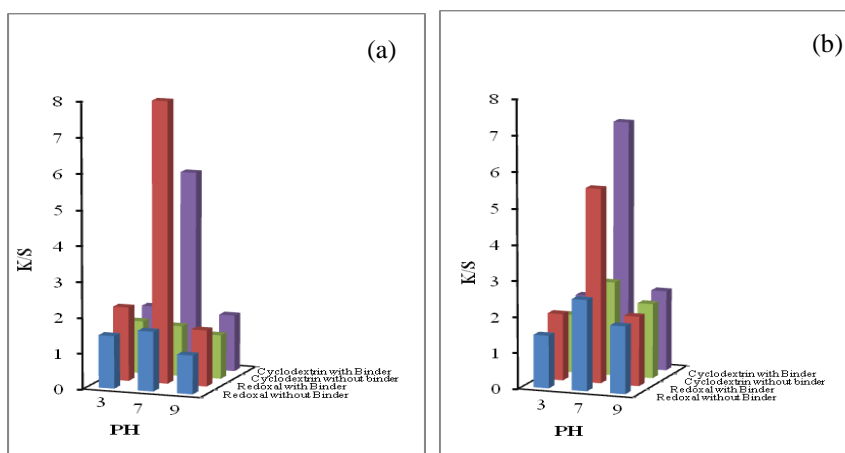 (a)
8
7
6
5
4
3
2
1
0
K/S
3 7 9
PH
Cyclodextrin with Binder
Cyclodextrin without binder
Redoxal with Binder
Redoxal without Binder
(b)
8
7
6
5
4
3
2
1
0
K/S
3 7 9
PH
Cyclodextrin with Binder
Cyclodextrin without binder
Redoxal with Binder
Redoxal without Binder